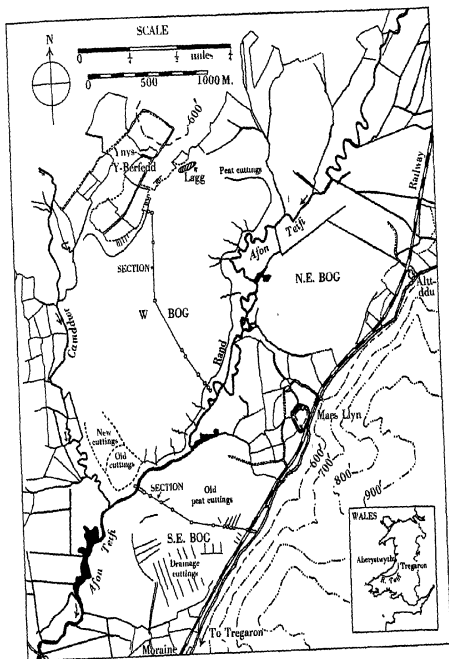 SCALE
N
0 ¼ ½ ¾
miles
0 500 1000 M.
600'
Ynys-
Y-Berfedd
Lagg
Peat cuttings
Railway
Afon Teifi
SECTION
N.E. BOG
Alu-
ddu
W BOG
Camddwr
Rand
Maes Llyn
New
cuttings
Old
cuttings
600'
700'
800'
900'
SECTION
Old
peat cuttings
S.E. BOG
Drainage
cuttings
Afon Teifi
WALES
Aberystwyth
Tregaron
R. Teifi
To Tregaron
Moraine